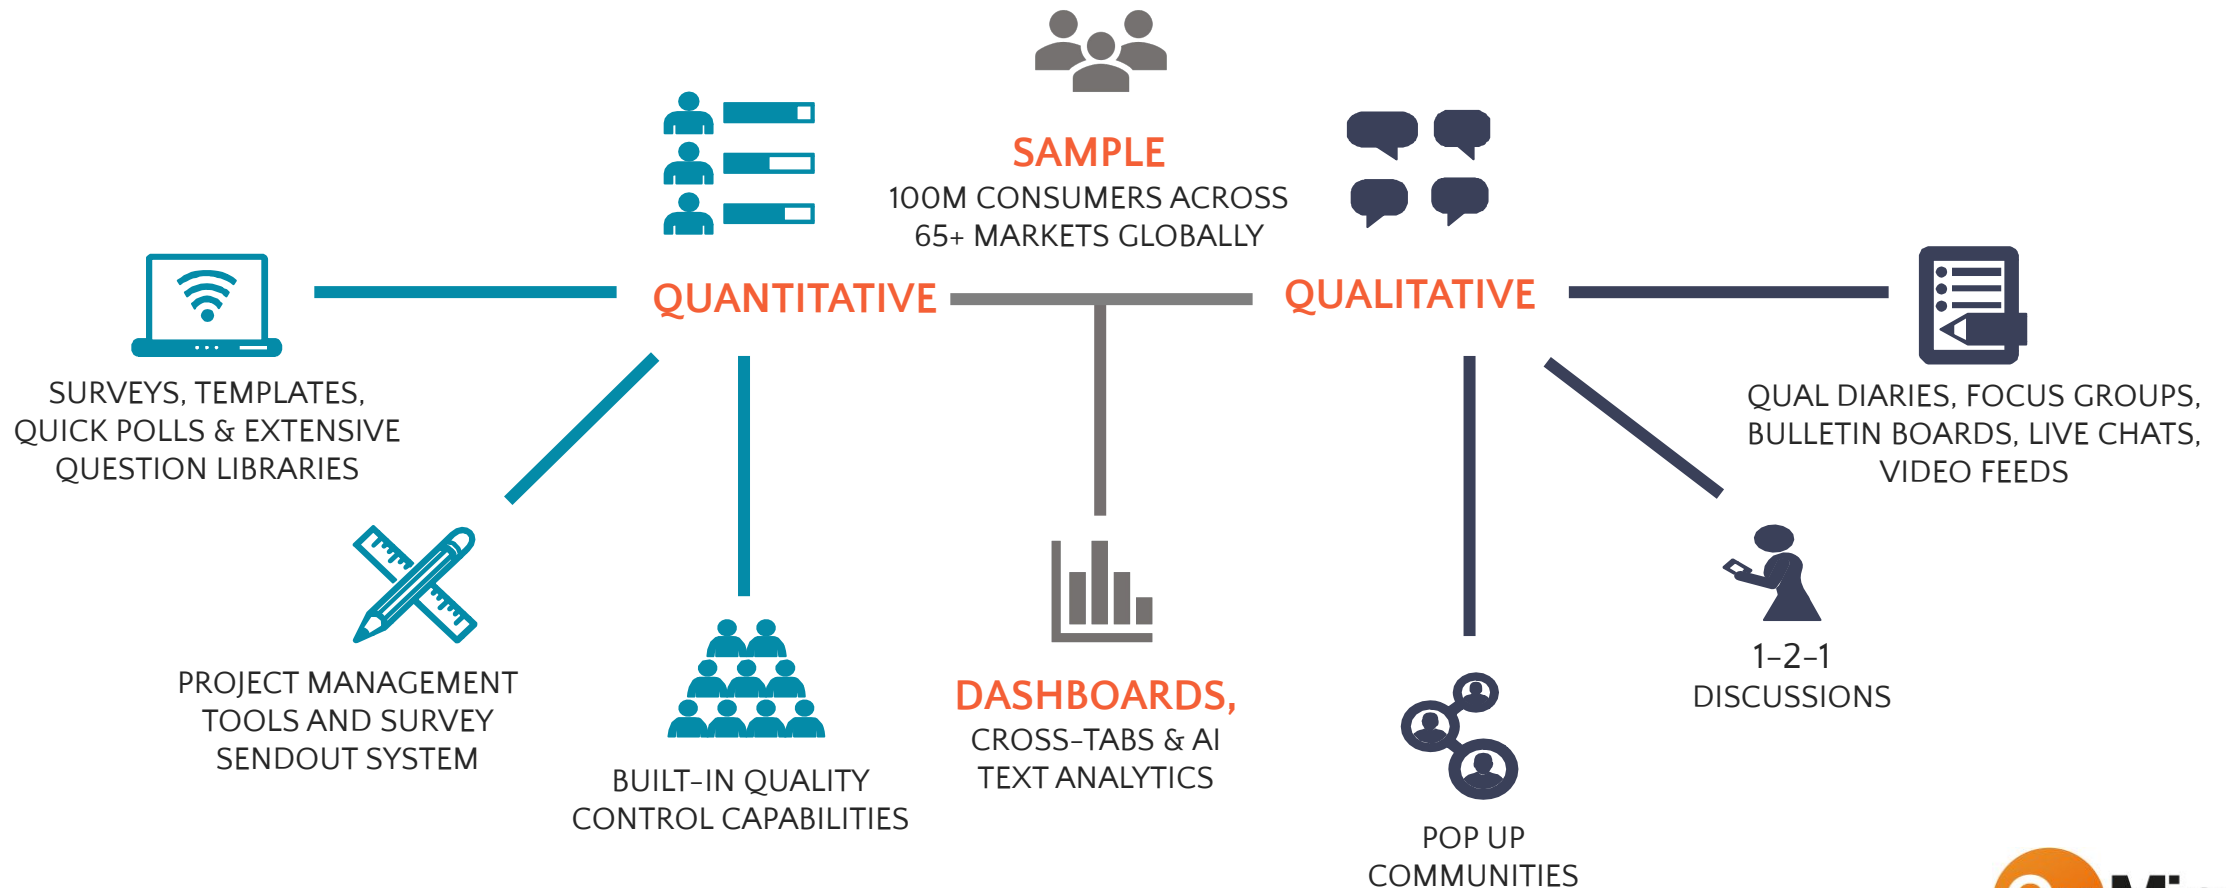 SAMPLE
100M CONSUMERS ACROSS
65+ MARKETS GLOBALLY
QUANTITATIVE
QUALITATIVE
SURVEYS, TEMPLATES,
QUICK POLLS & EXTENSIVE
QUESTION LIBRARIES
QUAL DIARIES, FOCUS GROUPS,
BULLETIN BOARDS, LIVE CHATS,
VIDEO FEEDS
PROJECT MANAGEMENT
TOOLS AND SURVEY
SENDOUT SYSTEM
BUILT-IN QUALITY
CONTROL CAPABILITIES
DASHBOARDS,
CROSS-TABS & AI
TEXT ANALYTICS
1-2-1
DISCUSSIONS
POP UP
COMMUNITIES